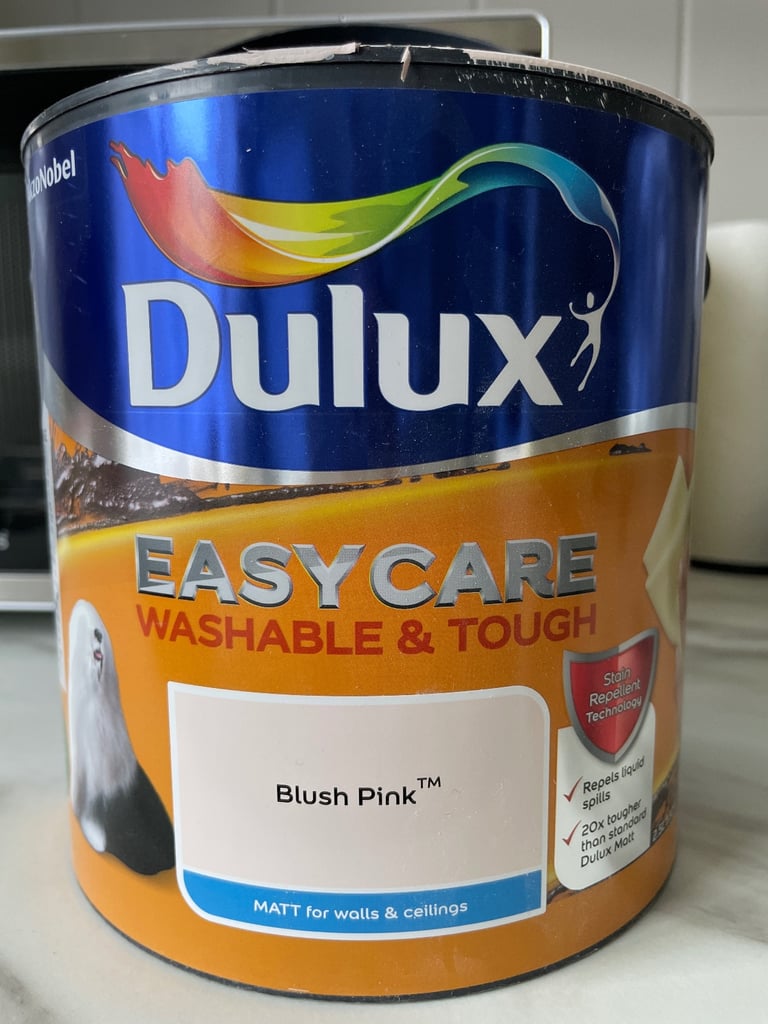 AkzoNobel
Dulux
EASYCARE
WASHABLE & TOUGH
Stain
Repellent
Technology
Repels liquid
spills
20x tougher
than standard
Dulux Matt
Blush Pink™
MATT for walls & ceilings